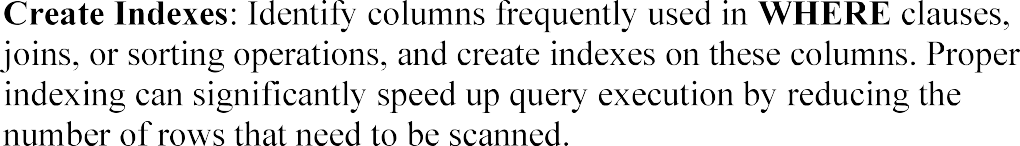 Create Indexes: Identify columns frequently used in WHERE clauses,
joins, or sorting operations, and create indexes on these columns. Proper
indexing can significantly speed up query execution by reducing the
number of rows that need to be scanned.